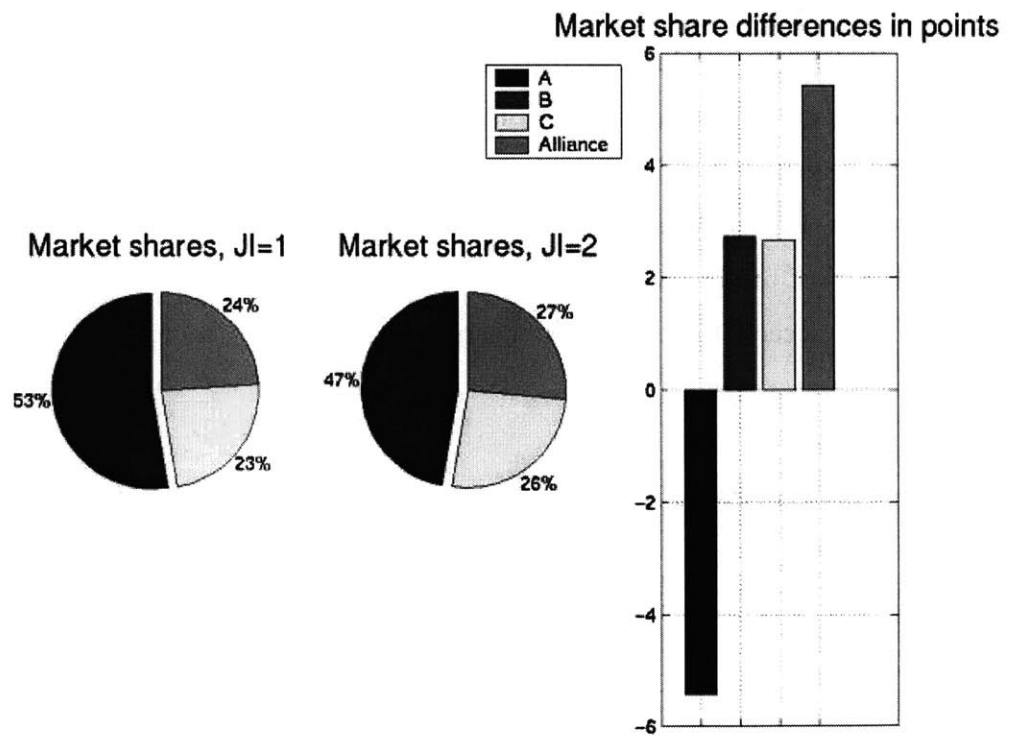 Market share differences in points
A
B
C
Alliance
Market shares, JI=1
24%
53%
23%
Market shares, JI=2
27%
47%
26%
6
4
2
0
-2
-4
-6